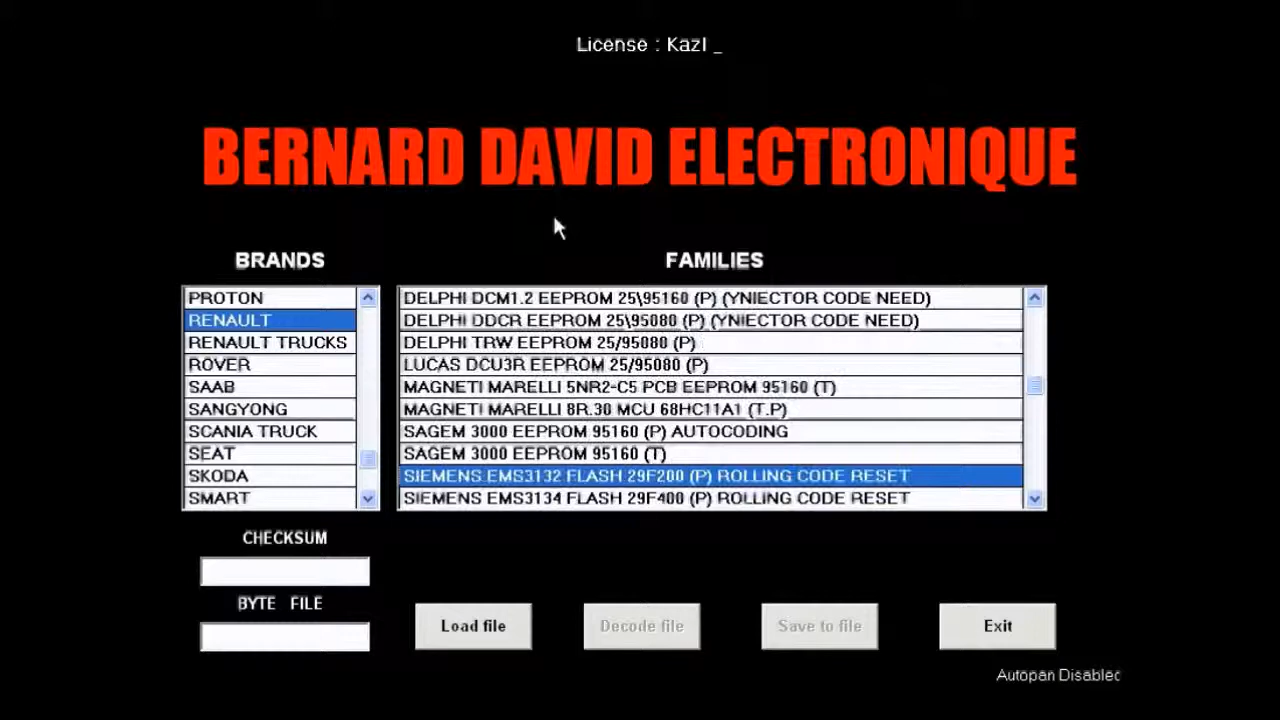 License : KazI _
BERNARD DAVID ELECTRONIQUE
BRANDS
FAMILIES
PROTON
RENAULT
RENAULT TRUCKS
ROVER
SAAB
SANGYONG
SCANIA TRUCK
SEAT
SKODA
SMART
DELPHI DCM1.2 EEPROM 25\95160 (P) (YNIECTOR CODE NEED)
DELPHI DDCR EEPROM 25\95080 (P) (YNIECTOR CODE NEED)
DELPHI TRW EEPROM 25/95080 (P)
LUCAS DCU3R EEPROM 25/95080 (P)
MAGNETI MARELLI 5NR2-C5 PCB EEPROM 95160 (T)
MAGNETI MARELLI 8R.30 MCU 68HC11A1 (T.P)
SAGEM 3000 EEPROM 95160 (P) AUTOCODING
SAGEM 3000 EEPROM 95160 (T)
SIEMENS EMS3132 FLASH 29F200 (P) ROLLING CODE RESET
SIEMENS EMS3134 FLASH 29F400 (P) ROLLING CODE RESET
CHECKSUM
BYTE FILE
Load file
Decode file
Save to file
Exit
Autopan Disabled